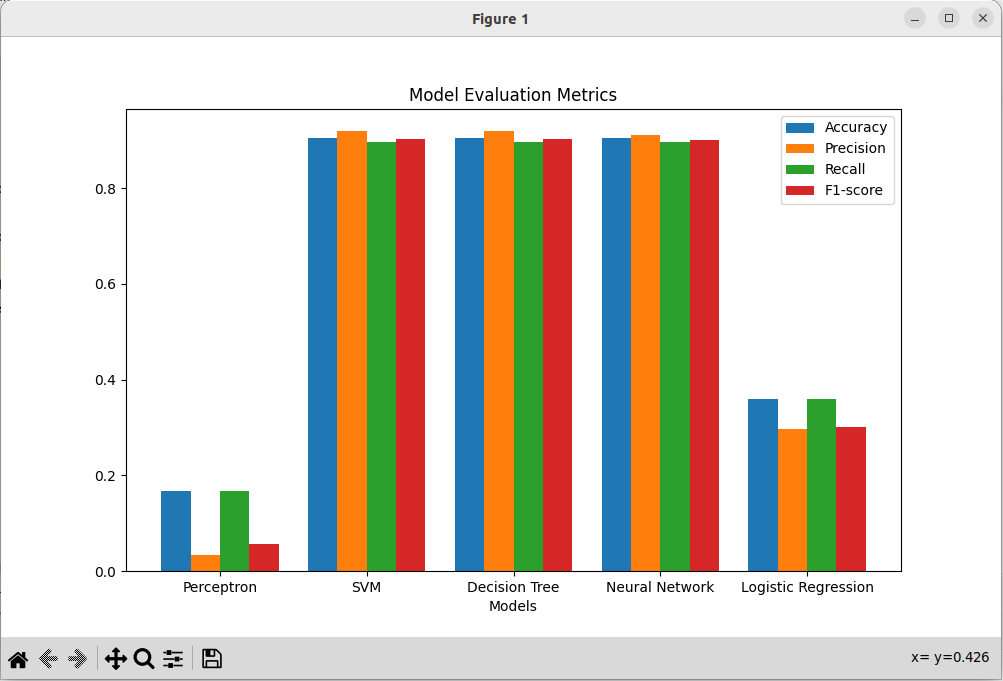 Figure 1
Model Evaluation Metrics
Accuracy
Precision
Recall
F1-score
0.8
0.6
0.4
0.2
0.0
Perceptron SVM Decision Tree Neural Network Logistic Regression
Models
x= y=0.426